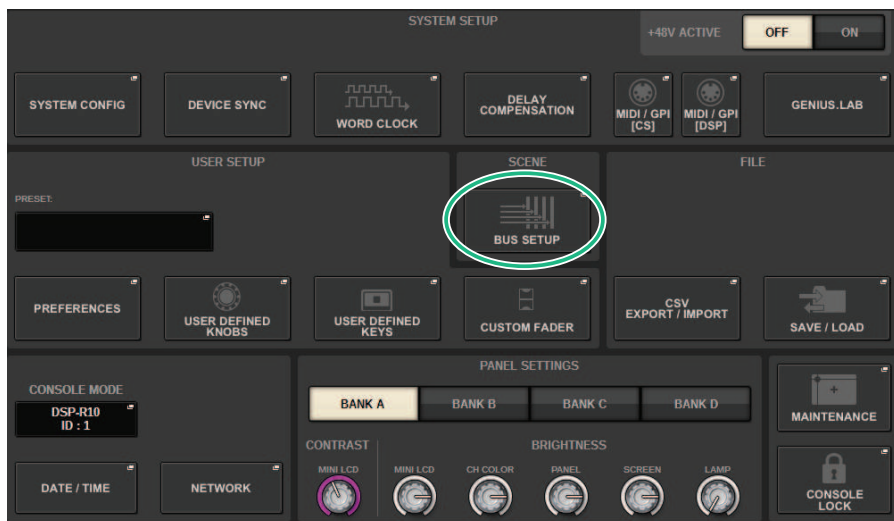 SYSTEM SETUP
+48V ACTIVE
OFF
ON
SYSTEM CONFIG
DEVICE SYNC
WORD CLOCK
DELAY
COMPENSATION
MIDI / GPI
[CS]
MIDI / GPI
[DSP]
GENIUS.LAB
USER SETUP
SCENE
FILE
PRESET:
BUS SETUP
PREFERENCES
USER DEFINED
KNOBS
USER DEFINED
KEYS
CUSTOM FADER
CSV
EXPORT / IMPORT
SAVE / LOAD
PANEL SETTINGS
CONSOLE MODE
DSP-R10
ID : 1
BANK A
BANK B
BANK C
BANK D
MAINTENANCE
CONTRAST
BRIGHTNESS
MINI LCD
MINI LCD
CH COLOR
PANEL
SCREEN
LAMP
DATE / TIME
NETWORK
CONSOLE
LOCK